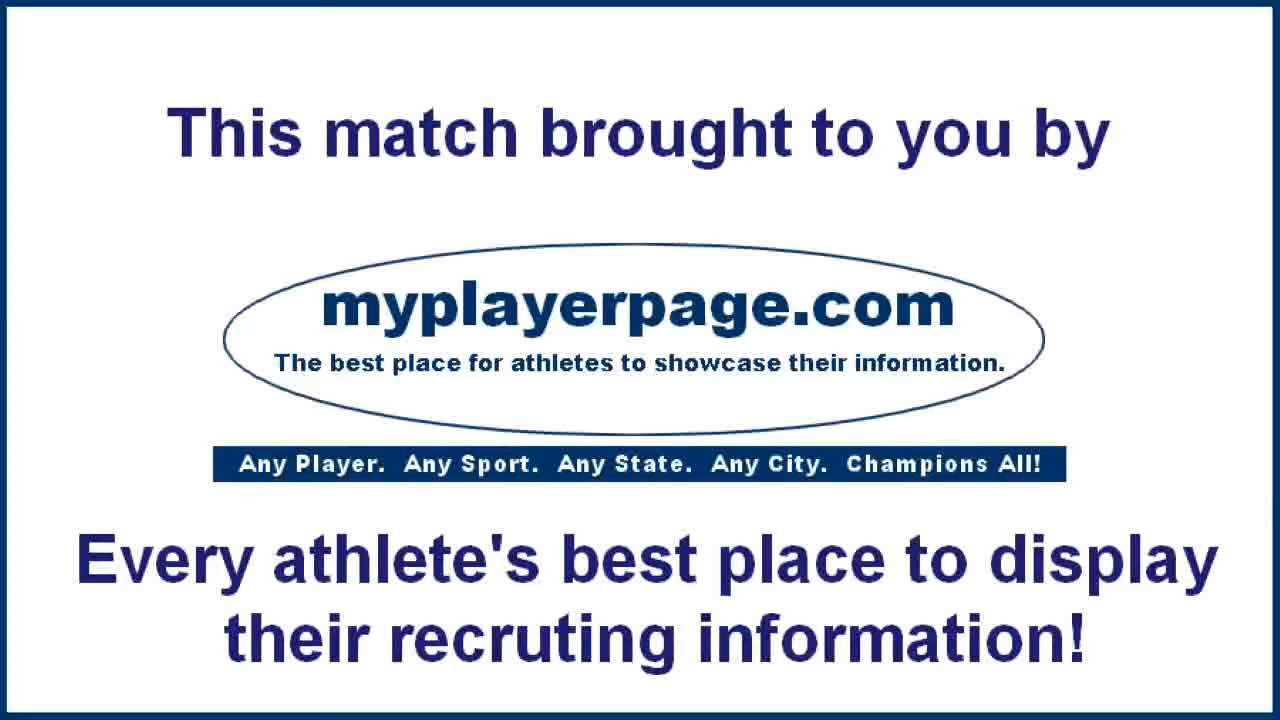 This match brought to you by
myplayerpage.com
The best place for athletes to showcase their information.
Any Player. Any Sport. Any State. Any City. Champions All!
Every athlete's best place to display
their recruting information!